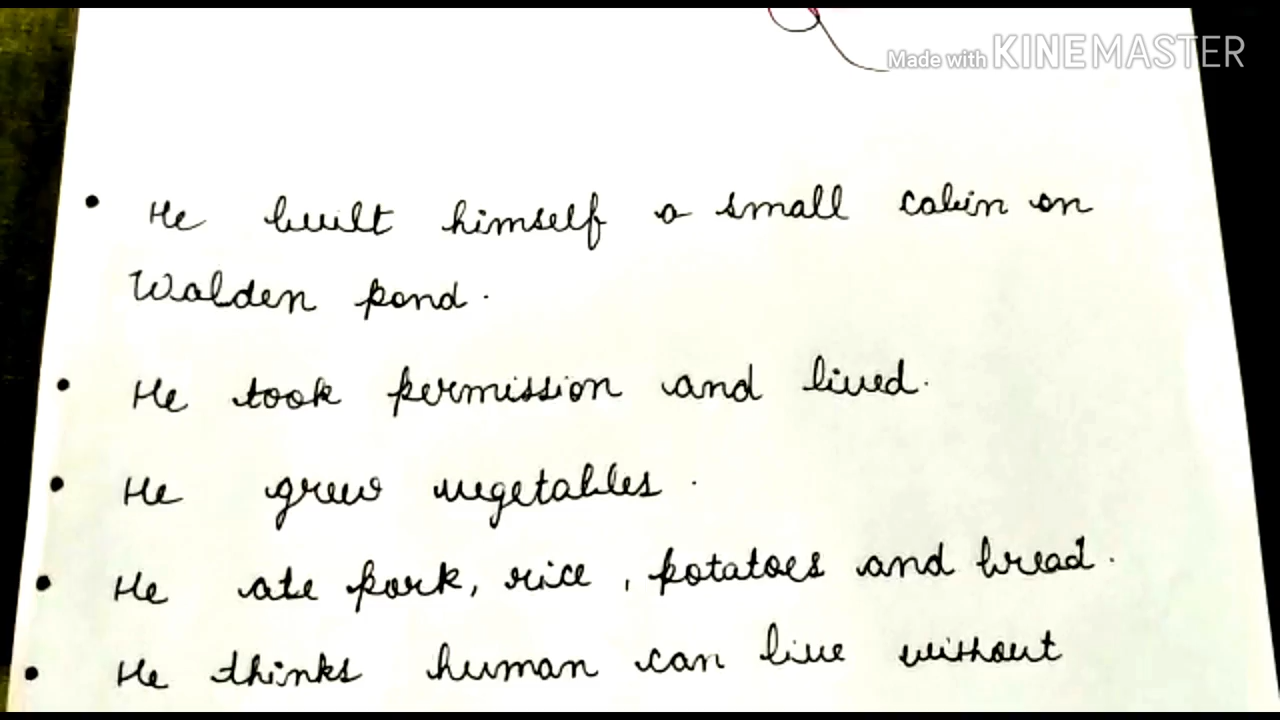 Made with KINEMASTER
• He built himself a small cabin on
Walden pond.
• He took permission and lived.
• He grew vegetables.
• He ate pork, rice, potatoes and bread.
• He thinks human can live without